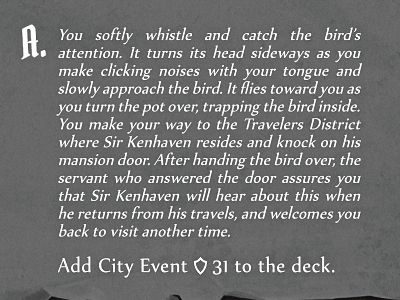 A. You softly whistle and catch the bird's
attention. It turns its head sideways as you
make clicking noises with your tongue and
slowly approach the bird. It flies toward you as
you turn the pot over, trapping the bird inside.
You make your way to the Travelers District
where Sir Kenhaven resides and knock on his
mansion door. After handing the bird over, the
servant who answered the door assures you
that Sir Kenhaven will hear about this when
he returns from his travels, and welcomes you
back to visit another time.
Add City Event 31 to the deck.